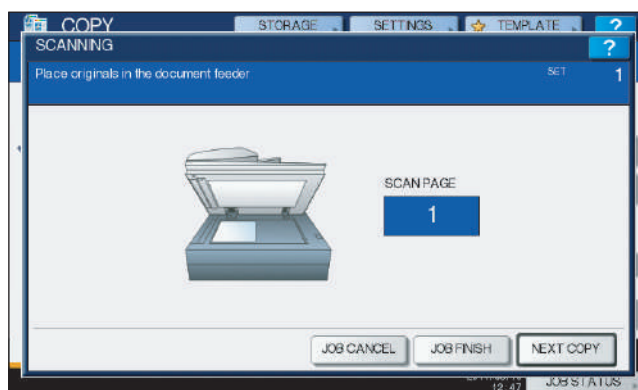 COPY STORAGE SETTINGS TEMPLATE ?
SCANNING ?
Place originals in the document feeder SET 1
SCAN PAGE
1
JOB CANCEL JOB FINISH NEXT COPY
12:47 JOB STATUS